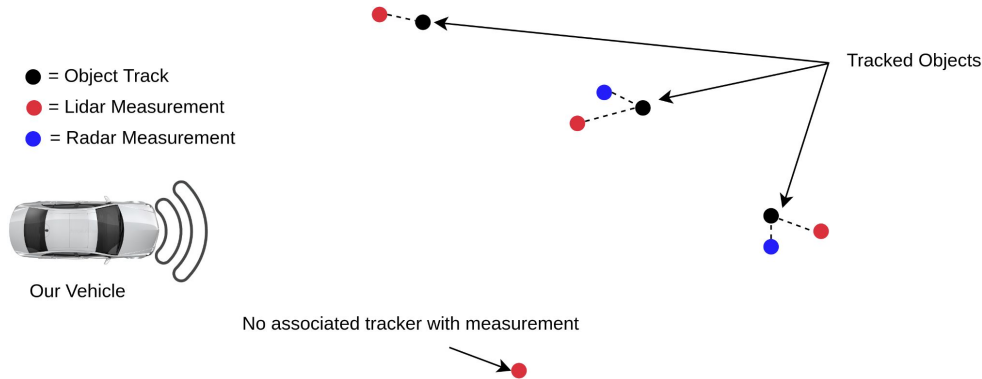 Tracked Objects
= Object Track
= Lidar Measurement
= Radar Measurement
Our Vehicle
No associated tracker with measurement